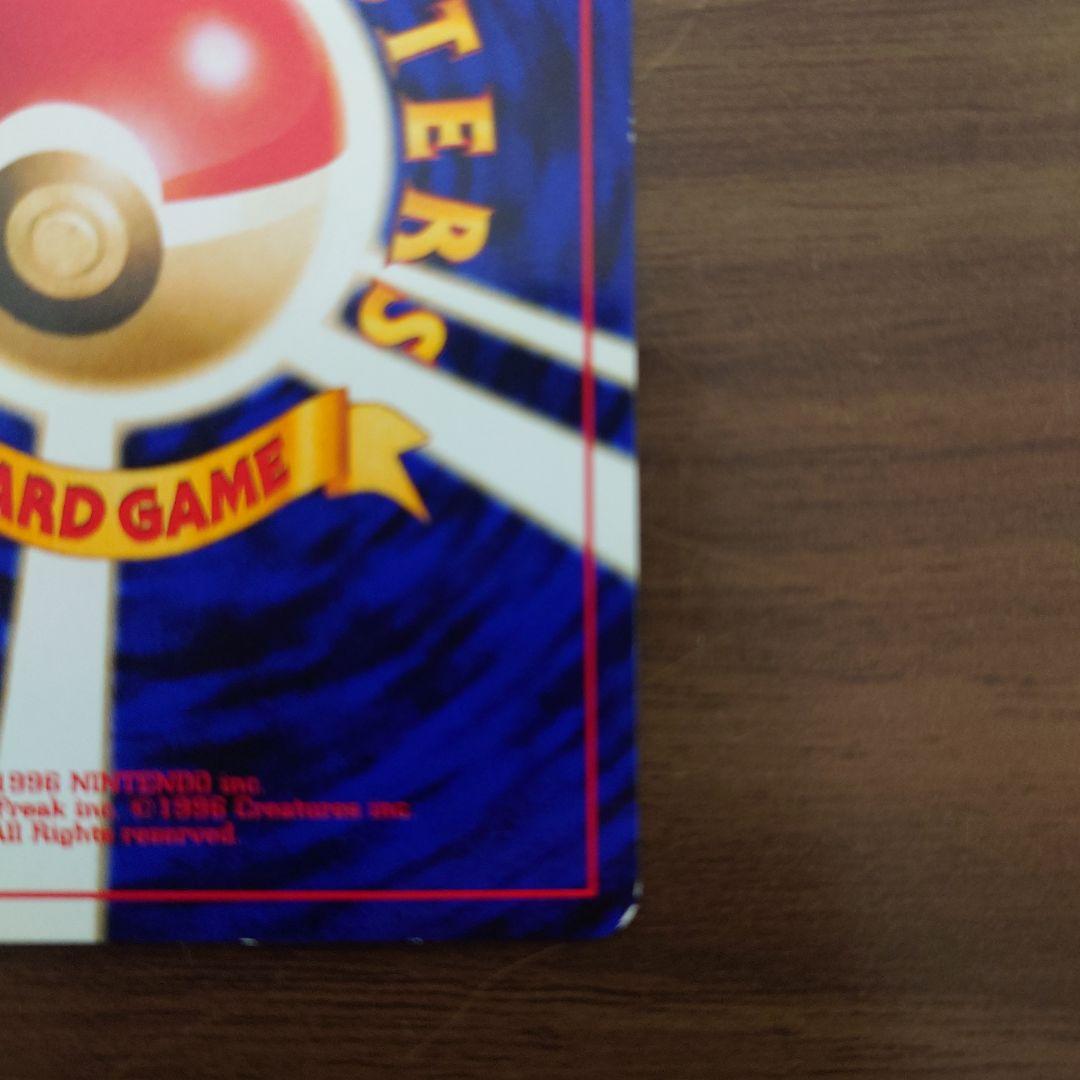 TERS
ARD GAME
1996 NINTENDO inc.
Freak inc. ©1996 Creatures inc
All Rights reserved.